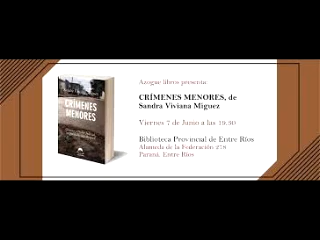 Azogue libros presenta
CRÍMENES MENORES, de
Sandra Viviana Miguez
Viernes 7 de Junio a las 19.30
Biblioteca Provincial de Entre Ríos
Alameda de la Federación 278
Paraná, Entre Ríos
CRÍMENES
MENORES